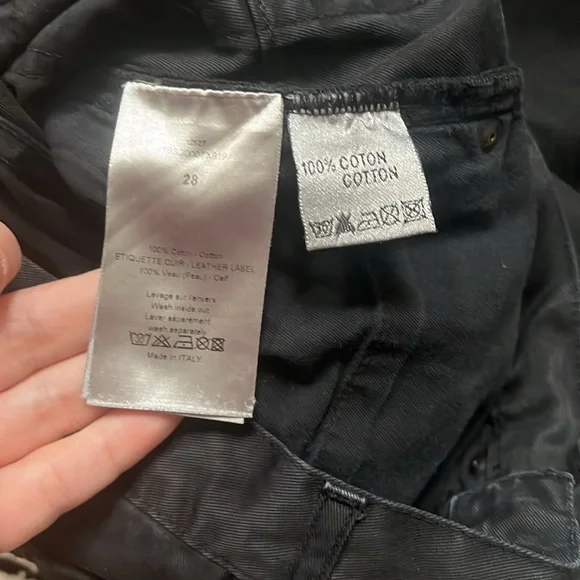 28
100% Coton - Cotton
ETIQUETTE CUIR - LEATHER LABEL
100% Veau (Peau) - Calf
Levage sur l'envers
Wash inside out
Laver séparément
wash separately
Made in ITALY
100% COTON
COTTON